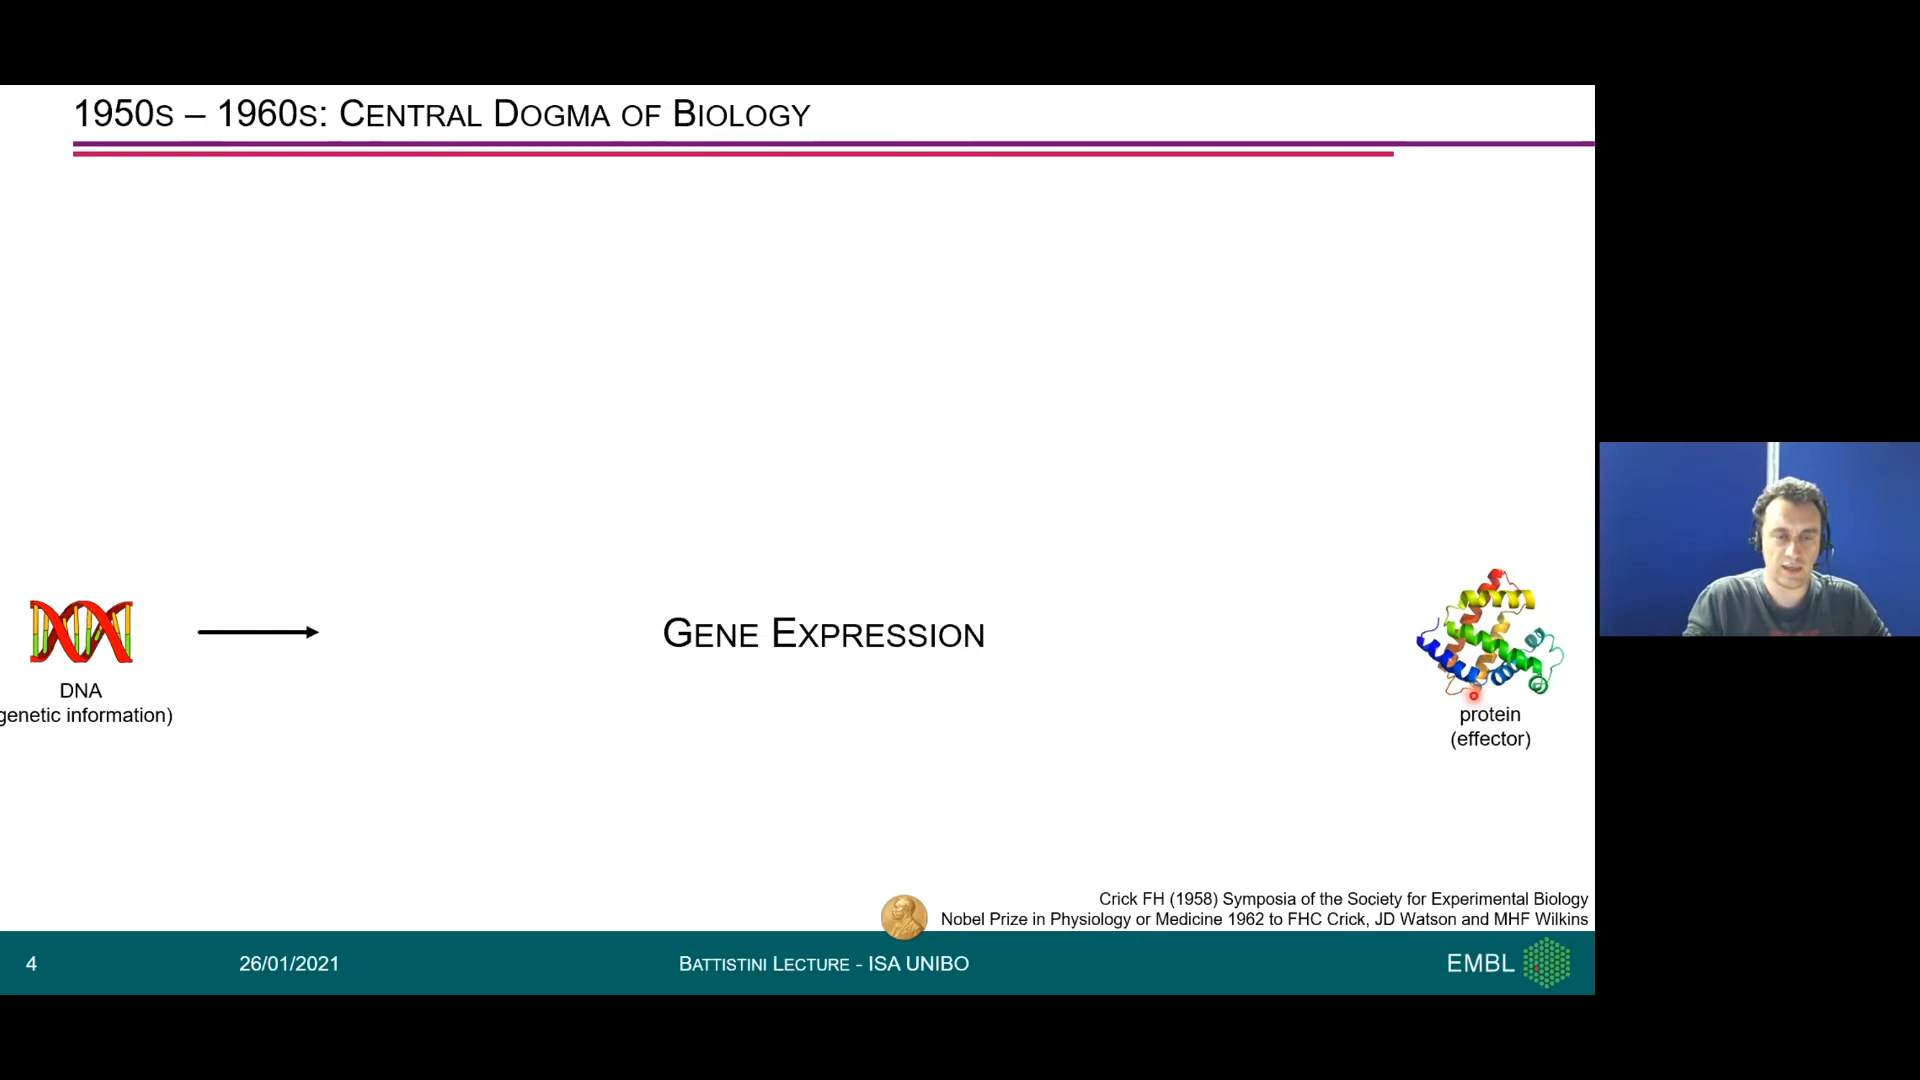 1950s – 1960s: Central Dogma of Biology
Gene Expression
DNA
genetic information)
protein
(effector)
Crick FH (1958) Symposia of the Society for Experimental Biology
Nobel Prize in Physiology or Medicine 1962 to FHC Crick, JD Watson and MHF Wilkins
4
26/01/2021
Battistini Lecture - ISA UNIBO
EMBL